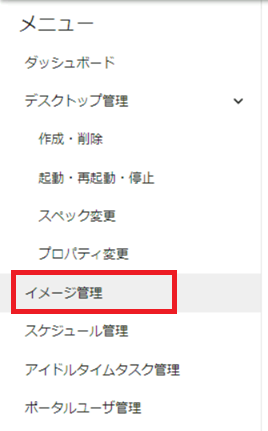 メニュー
ダッシュボード
デスクトップ管理
作成・削除
起動・再起動・停止
スペック変更
プロパティ変更
イメージ管理
スケジュール管理
アイドルタイムタスク管理
ポータルユーザ管理